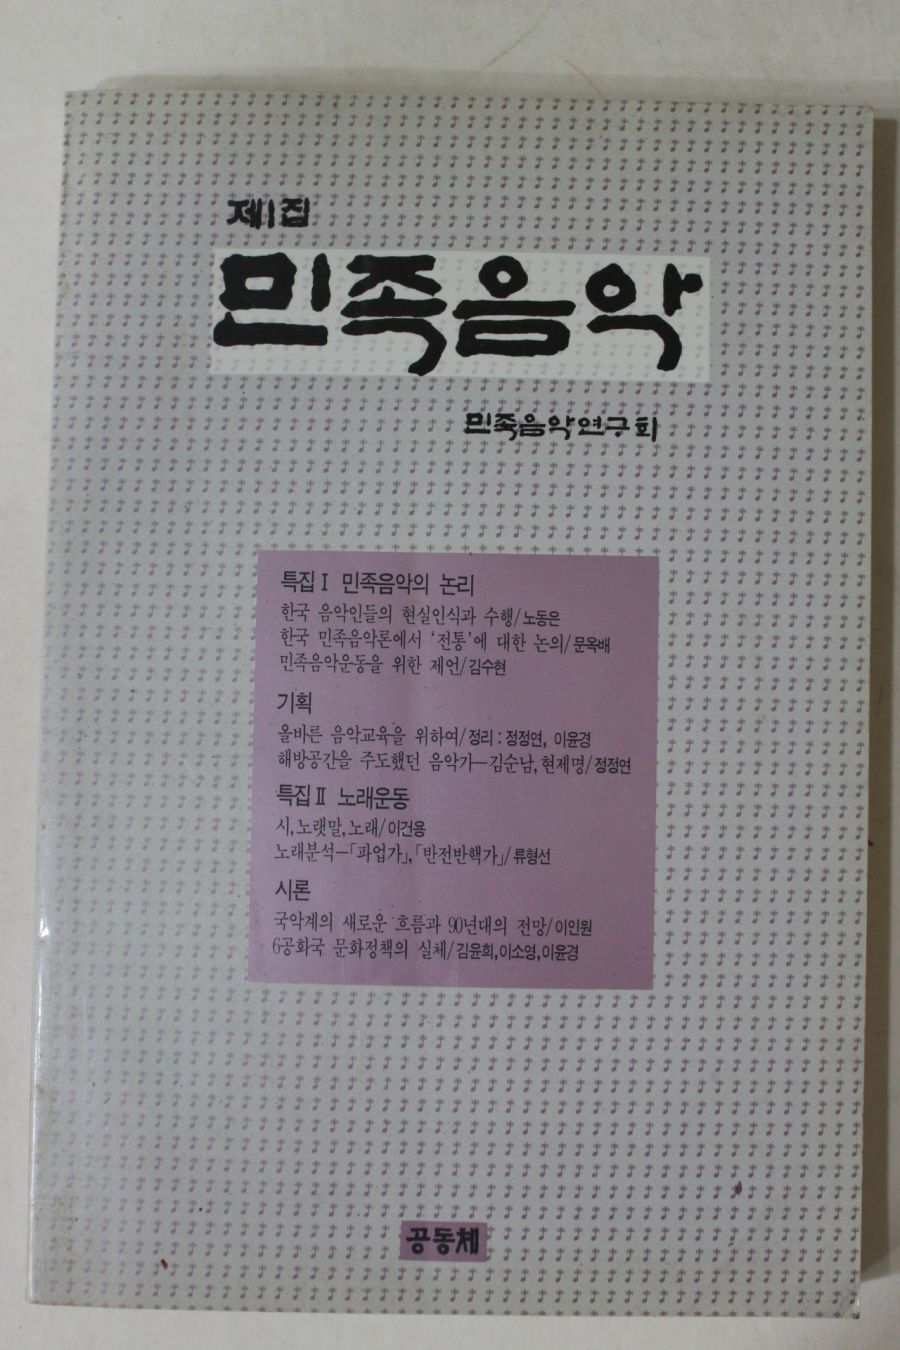 제1집
민족음악
민족음악연구회
특집Ⅰ 민족음악의 논리
한국 음악인들의 현실인식과 수행/노동은
한국 민족음악론에서 '전통'에 대한 논의/문옥배
민족음악운동을 위한 제언/김수현
기획
올바른 음악교육을 위하여/정리 : 정정연, 이윤경
해방공간을 주도했던 음악가—김순남, 현제명/정정연
특집Ⅱ 노래운동
시, 노랫말, 노래/이건용
노래분석—「파업가」, 「반전반핵가」/류형선
시론
국악계의 새로운 흐름과 90년대의 전망/이인원
6공화국 문화정책의 실체/김윤희, 이소영, 이윤경
공동체